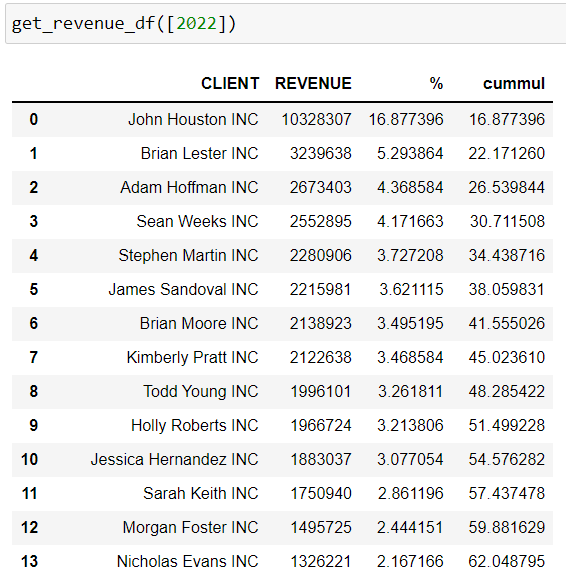 get_revenue_df([2022])
CLIENT REVENUE % cummul
0 John Houston INC 10328307 16.877396 16.877396
1 Brian Lester INC 3239638 5.293864 22.171260
2 Adam Hoffman INC 2673403 4.368584 26.539844
3 Sean Weeks INC 2552895 4.171663 30.711508
4 Stephen Martin INC 2280906 3.727208 34.438716
5 James Sandoval INC 2215981 3.621115 38.059831
6 Brian Moore INC 2138923 3.495195 41.555026
7 Kimberly Pratt INC 2122638 3.468584 45.023610
8 Todd Young INC 1996101 3.261811 48.285422
9 Holly Roberts INC 1966724 3.213806 51.499228
10 Jessica Hernandez INC 1883037 3.077054 54.576282
11 Sarah Keith INC 1750940 2.861196 57.437478
12 Morgan Foster INC 1495725 2.444151 59.881629
13 Nicholas Evans INC 1326221 2.167166 62.048795